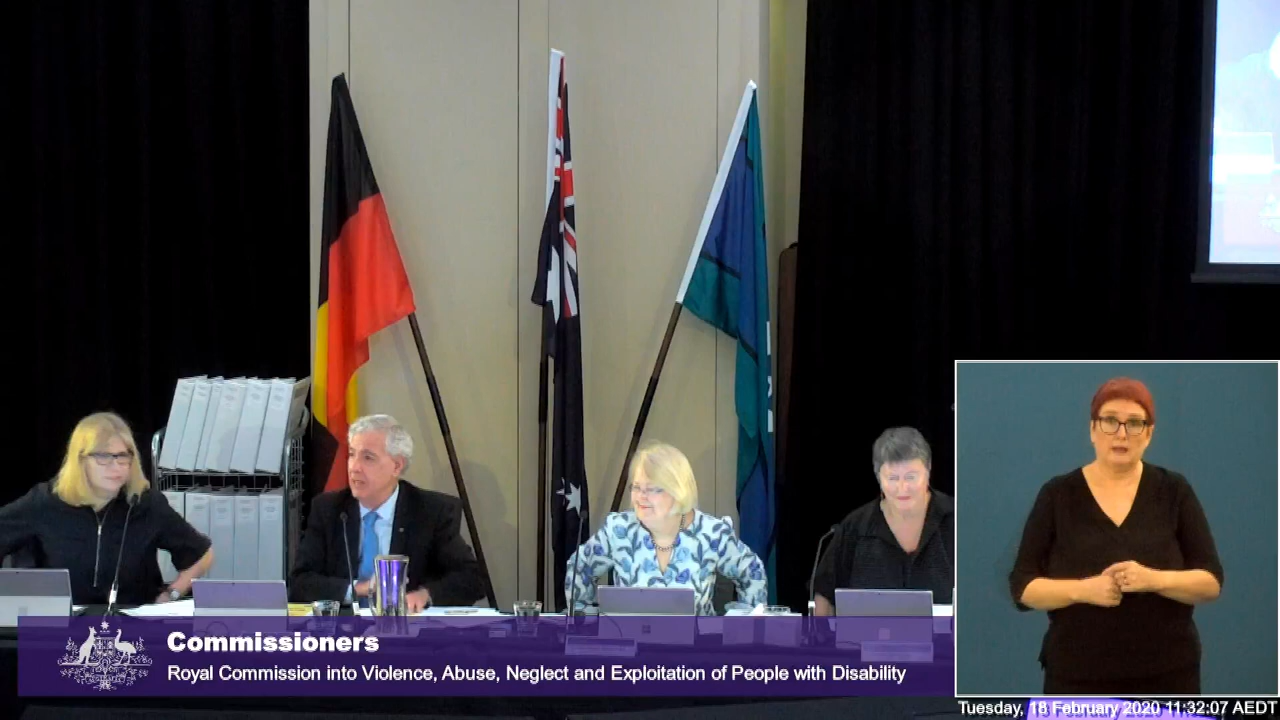 Commissioners
Royal Commission into Violence, Abuse, Neglect and Exploitation of People with Disability
Tuesday, 18 February 2020 11:32:07 AEDT